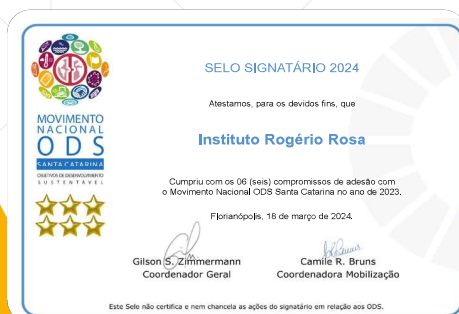 SELO SIGNATÁRIO 2024
Atestamos, para os devidos fins, que
Instituto Rogério Rosa
Cumpriu com os 06 (seis) compromissos de adesão com
o Movimento Nacional ODS Santa Catarina no ano de 2023.
Florianópolis, 18 de março de 2024.
MOVIMENTO
NACIONAL
ODS
SANTA CATARINA
OBJETIVOS DE DESENVOLVIMENTO
SUSTENTÁVEL
Gilson S. Zimmermann
Coordenador Geral
Camile R. Bruns
Coordenadora Mobilização
Este Selo não certifica e nem chancela as ações do signatário em relação aos ODS.